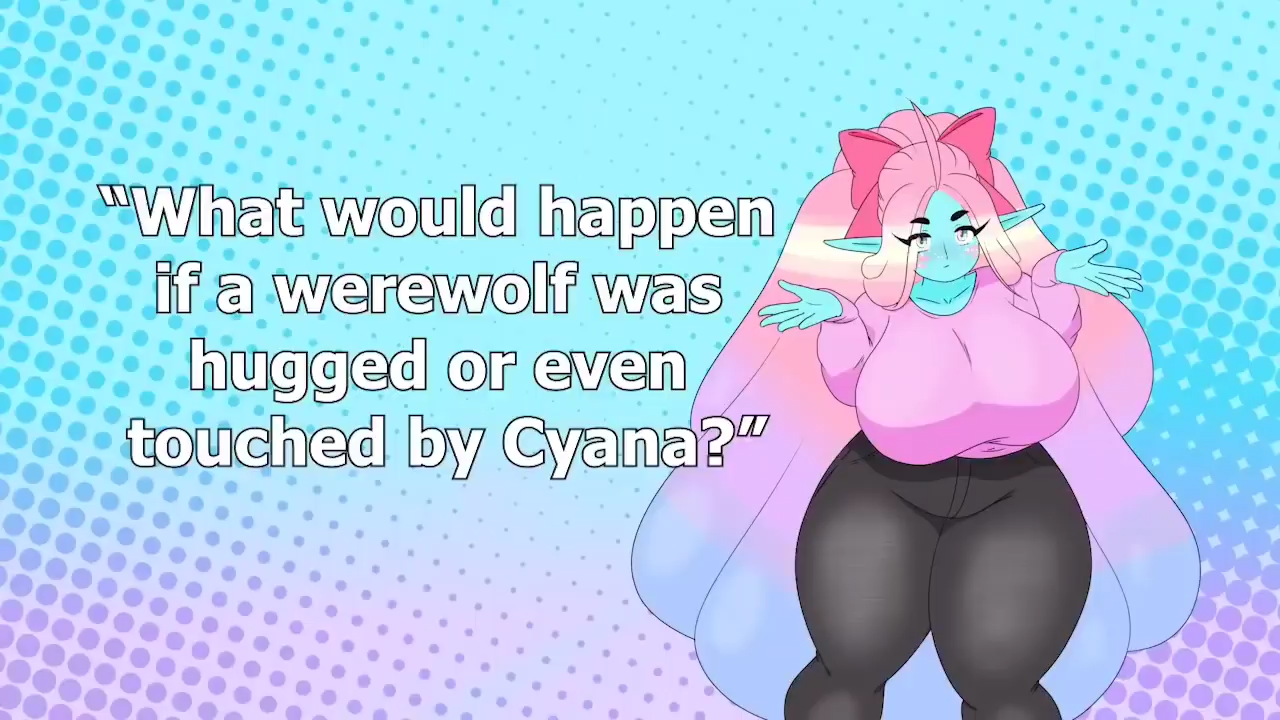 “What would happen
if a werewolf was
hugged or even
touched by Cyana?”